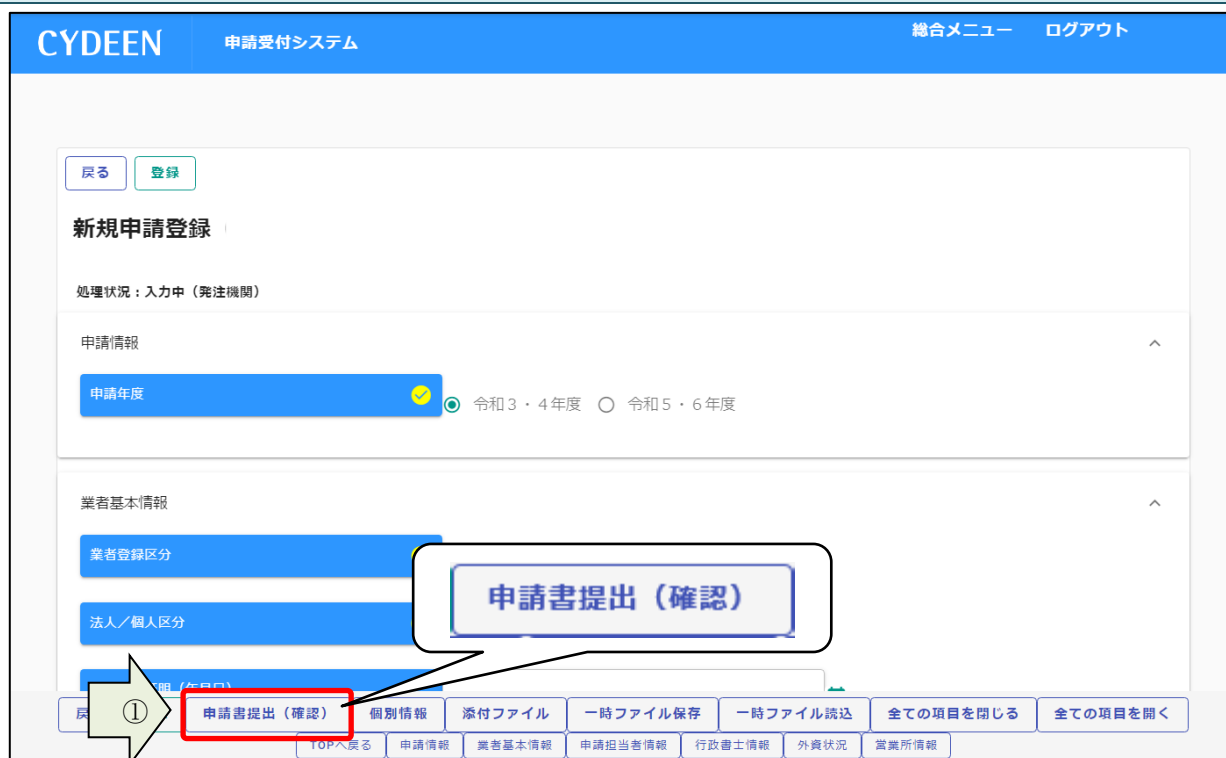 CYDEEN 申請受付システム 総合メニュー ログアウト
戻る 登録
新規申請登録
処理状況：入力中（発注機関）
申請情報
申請年度 令和３・４年度 令和５・６年度
業者基本情報
業者登録区分
申請書提出（確認）
法人／個人区分
明（年月日）
① 申請書提出（確認） 個別情報 添付ファイル 一時ファイル保存 一時ファイル読込 全ての項目を閉じる 全ての項目を開く
TOPへ戻る 申請情報 業者基本情報 申請担当者情報 行政書士情報 外資状況 営業所情報